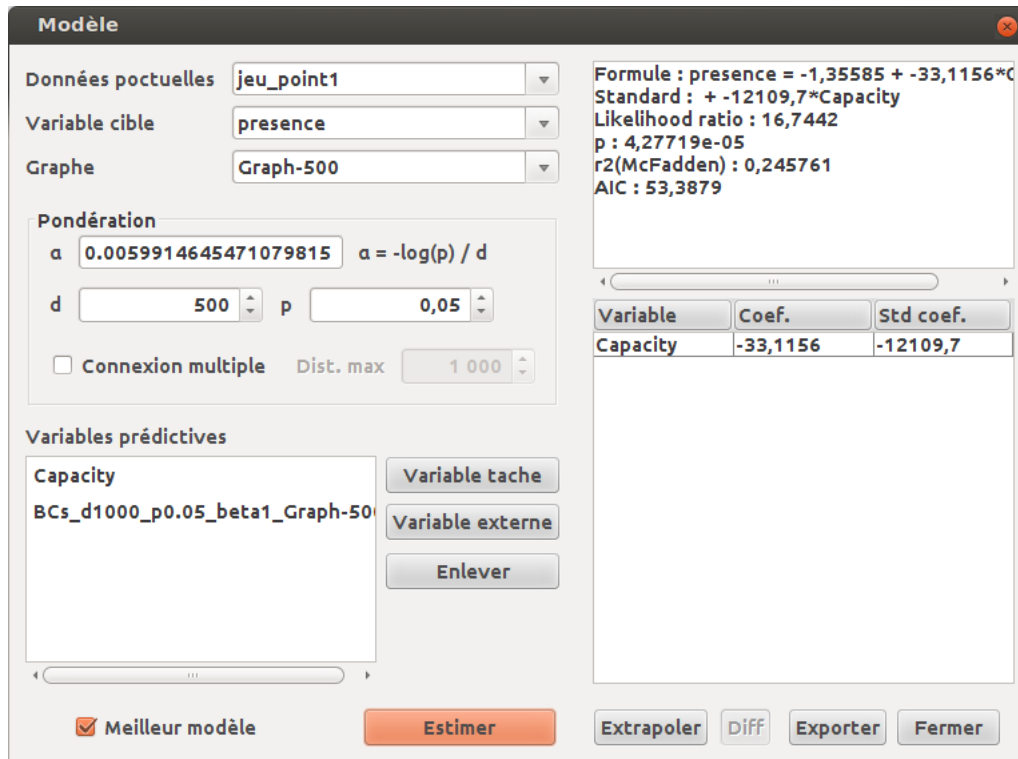 Modèle
Données poctuelles jeu_point1
Variable cible presence
Graphe Graph-500
Pondération
α 0.0059914645471079815 α = -log(p) / d
d 500 p 0,05
Connexion multiple Dist. max 1 000
Variables prédictives
Capacity
BCs_d1000_p0.05_beta1_Graph-50
Variable tache
Variable externe
Enlever
Meilleur modèle
Estimer
Formule : presence = -1,35585 + -33,1156*C
Standard : + -12109,7*Capacity
Likelihood ratio : 16,7442
p : 4,27719e-05
r2(McFadden) : 0,245761
AIC : 53,3879
Variable Coef. Std coef.
Capacity -33,1156 -12109,7
Extrapoler Diff Exporter Fermer